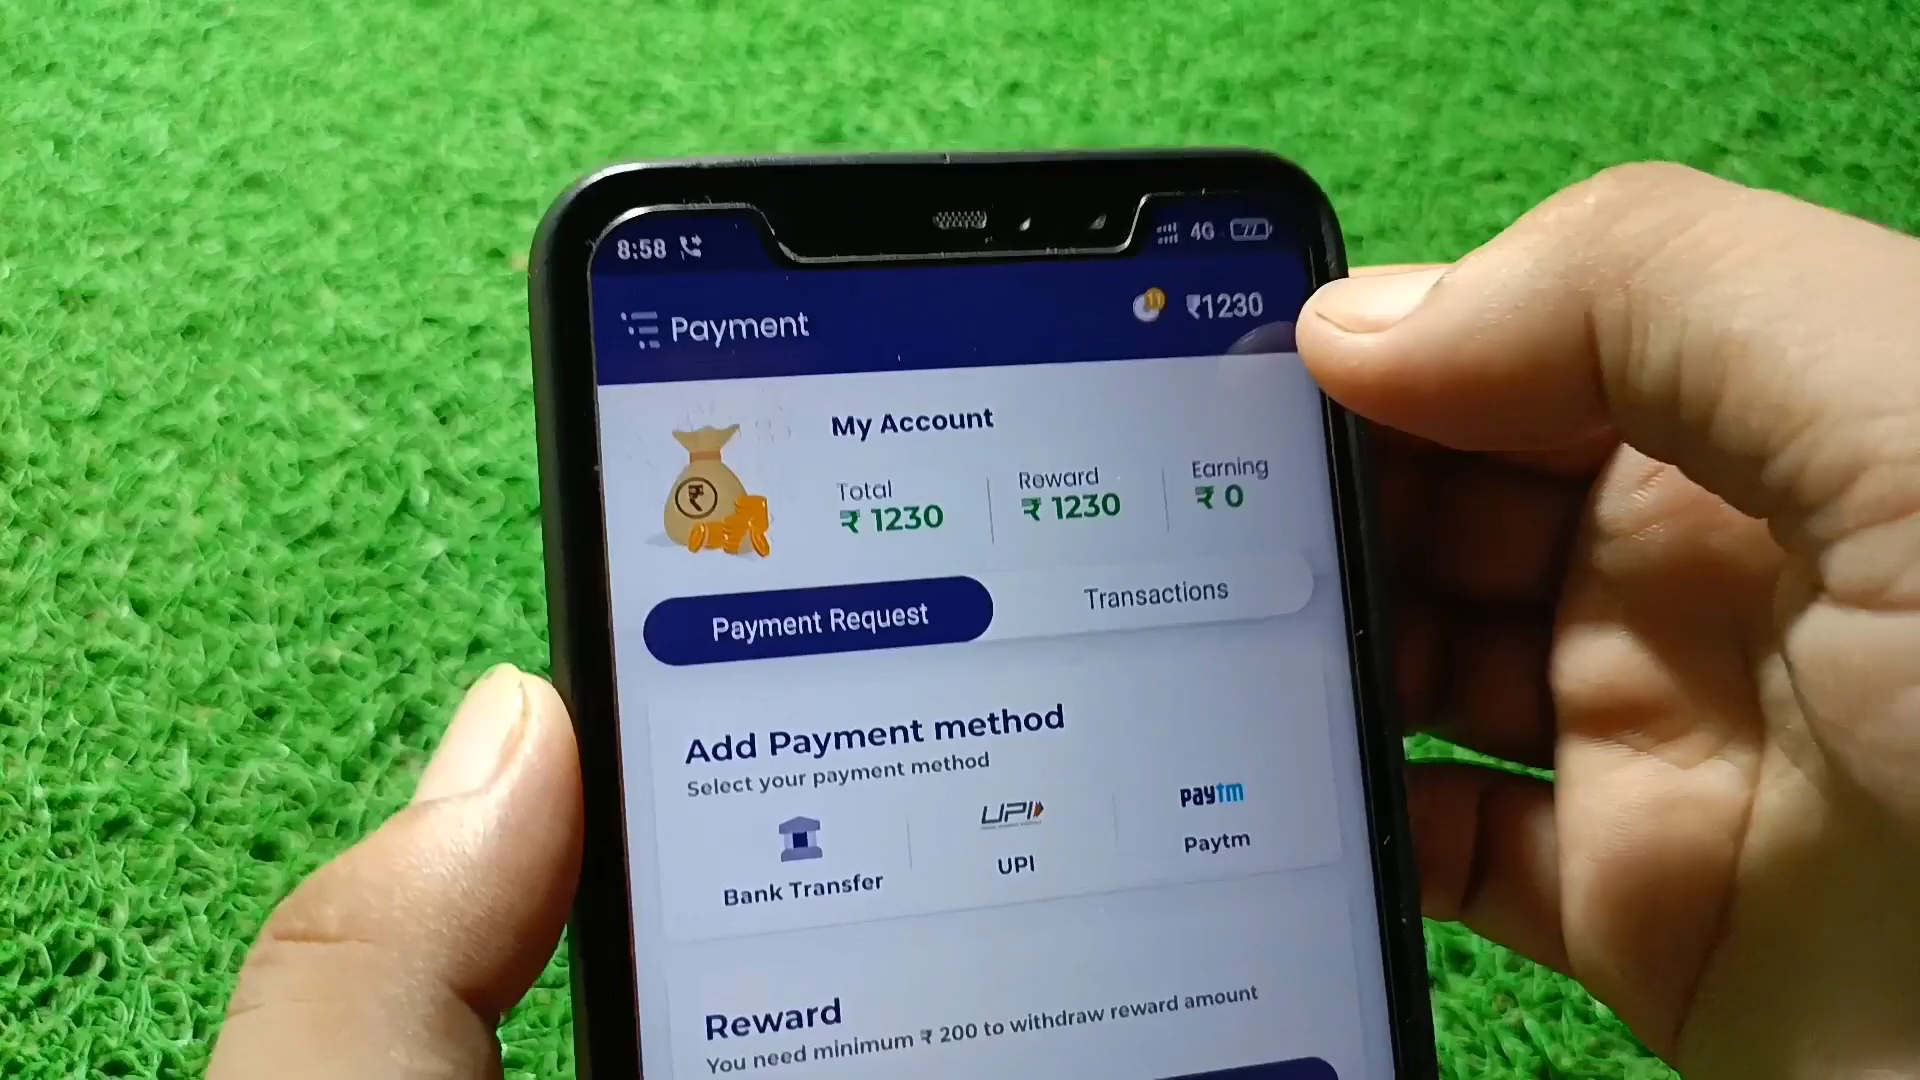 8:58 4G 77
Payment 11 ₹1230
My Account
Total Reward Earning
₹ 1230 ₹ 1230 ₹ 0
Payment Request Transactions
Add Payment method
Select your payment method
UPI paytm
Bank Transfer UPI Paytm
Reward
You need minimum ₹ 200 to withdraw reward amount